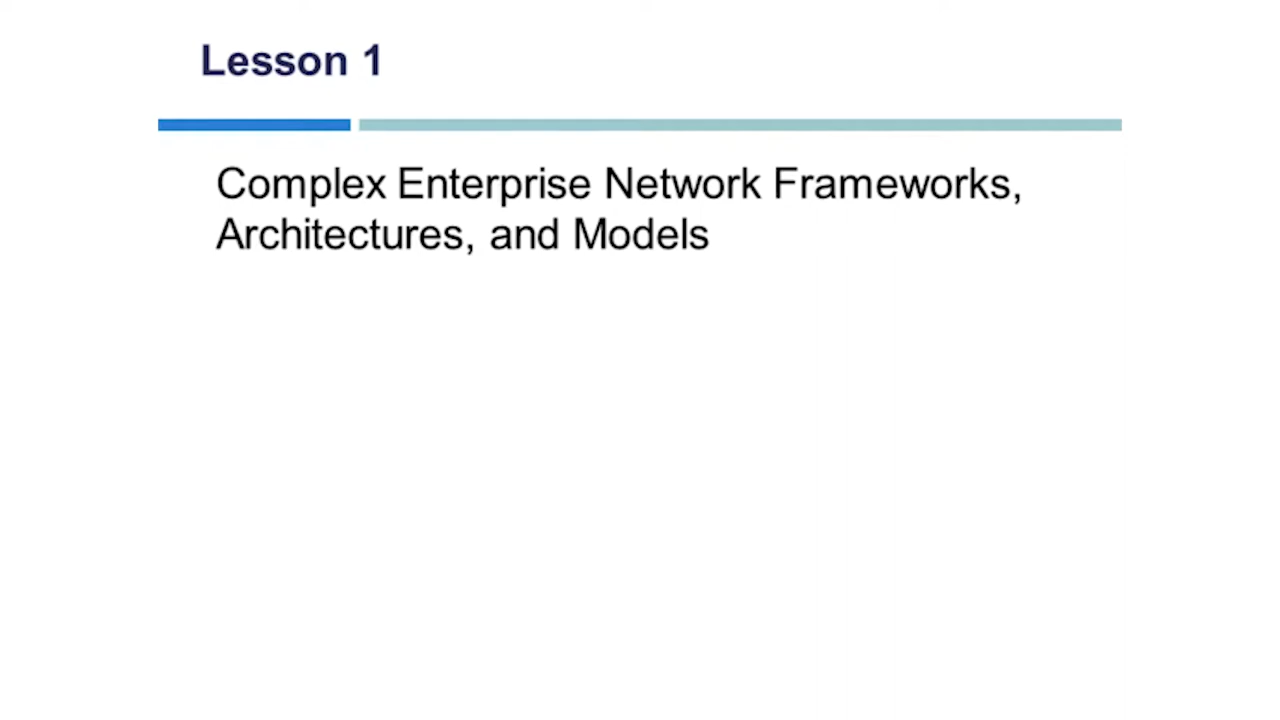 Lesson 1
Complex Enterprise Network Frameworks,
Architectures, and Models